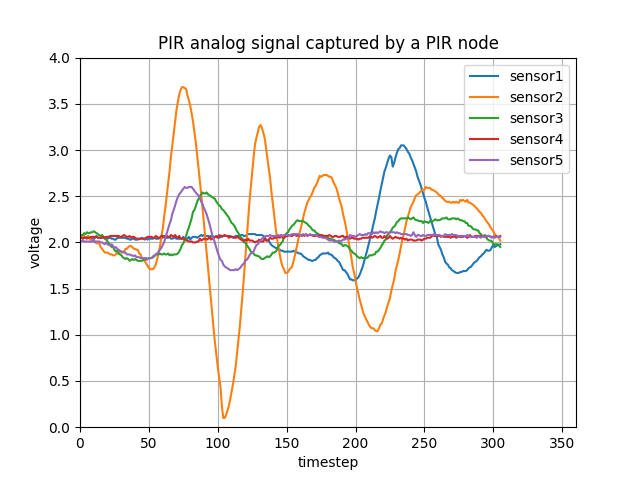 PIR analog signal captured by a PIR node
sensor1
sensor2
sensor3
sensor4
sensor5
voltage
4.0
3.5
3.0
2.5
2.0
1.5
1.0
0.5
0.0
0 50 100 150 200 250 300 350
timestep